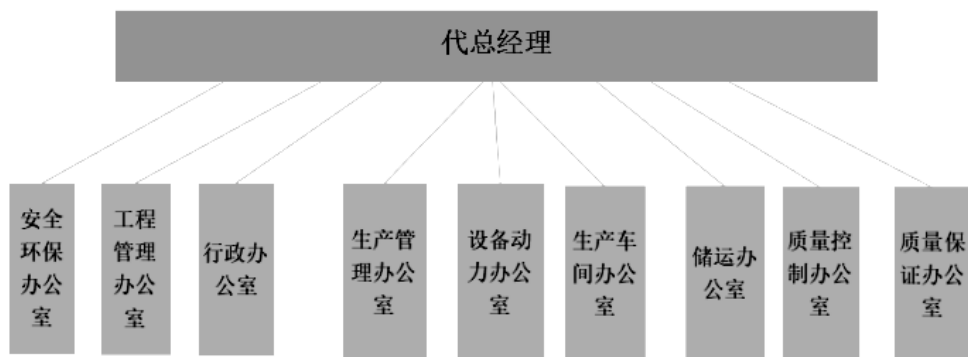 代总经理
安全
环保
办公
室
工程
管理
办公
室
行政办
公室
生产管
理办公
室
设备动
力办公
室
生产车
间办公
室
储运办
公室
质量控
制办公
室
质量保
证办公
室